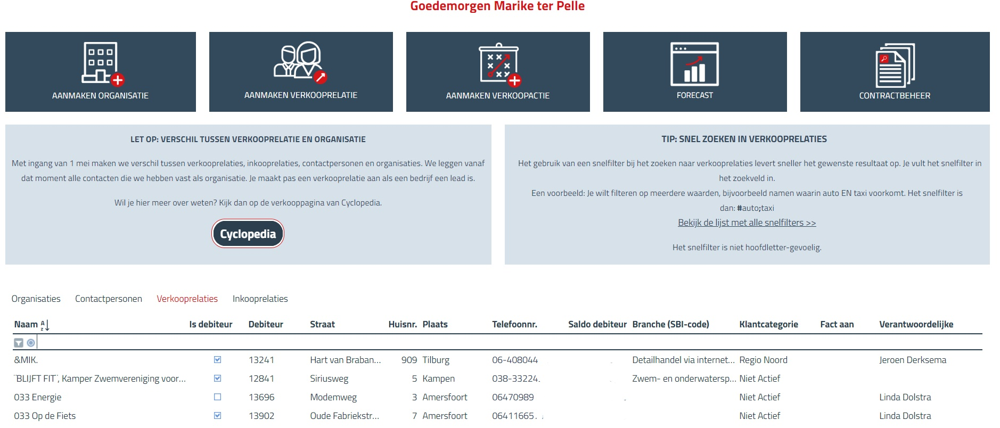 Goedemorgen Marike ter Pelle
AANMAKEN ORGANISATIE
AANMAKEN VERKOOPRELATIE
AANMAKEN VERKOOPACTIE
FORECAST
CONTRACTBEHEER
LET OP: VERSCHIL TUSSEN VERKOOPRELATIE EN ORGANISATIE
Met ingang van 1 mei maken we verschil tussen verkooprelaties, inkooprelaties, contactpersonen en organisaties. We leggen vanaf
dat moment alle contacten die we hebben vast als organisatie. Je maakt pas een verkooprelatie aan als een bedrijf een lead is.
Wil je hier meer over weten? Kijk dan op de verkooppagina van Cyclopedia.
Cyclopedia
TIP: SNEL ZOEKEN IN VERKOOPRELATIES
Het gebruik van een snelfilter bij het zoeken naar verkooprelaties levert sneller het gewenste resultaat op. Je vult het snelfilter in
het zoekveld in.
Een voorbeeld: Je wilt filteren op meerdere waarden, bijvoorbeeld namen waarin auto EN taxi voorkomt. Het snelfilter is
dan: #auto;taxi
Bekijk de lijst met alle snelfilters >>
Het snelfilter is niet hoofdletter-gevoelig.
Organisaties Contactpersonen Verkooprelaties Inkooprelaties
Naam Is debiteur Debiteur Straat Huisnr. Plaats Telefoonnr. Saldo debiteur Branche (SBI-code) Klantcategorie Fact aan Verantwoordelijke
&MIK. 13241 Hart van Braban... 909 Tilburg 06-408044 Detailhandel via internet... Regio Noord Jeroen Derksema
¨BLIJFT FIT¨, Kamper Zwemvereniging voor... 12841 Siriusweg 5 Kampen 038-33224. Zwem- en onderwatersp... Niet Actief
033 Energie 13696 Modemweg 3 Amersfoort 06470989 Niet Actief Linda Dolstra
033 Op de Fiets 13902 Oude Fabriekstr... 7 Amersfoort 06411665 Niet Actief Linda Dolstra